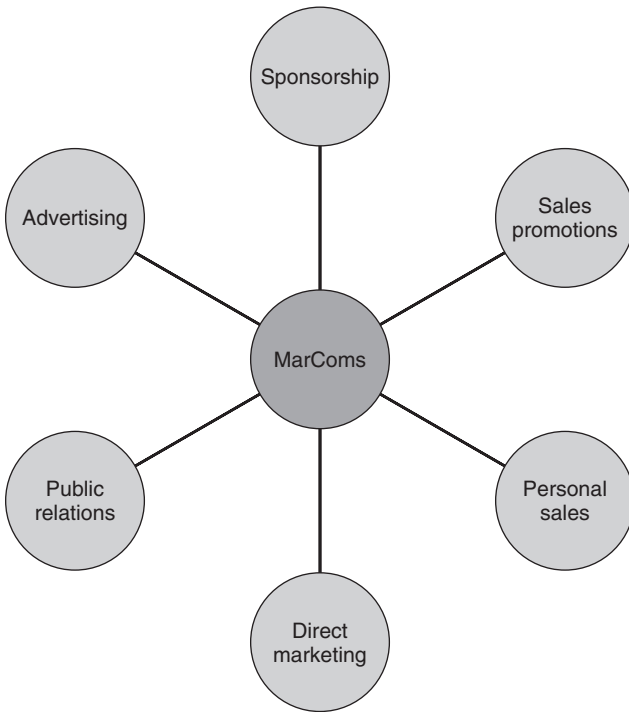 Sponsorship
Advertising
Sales
promotions
MarComs
Public
relations
Personal
sales
Direct
marketing